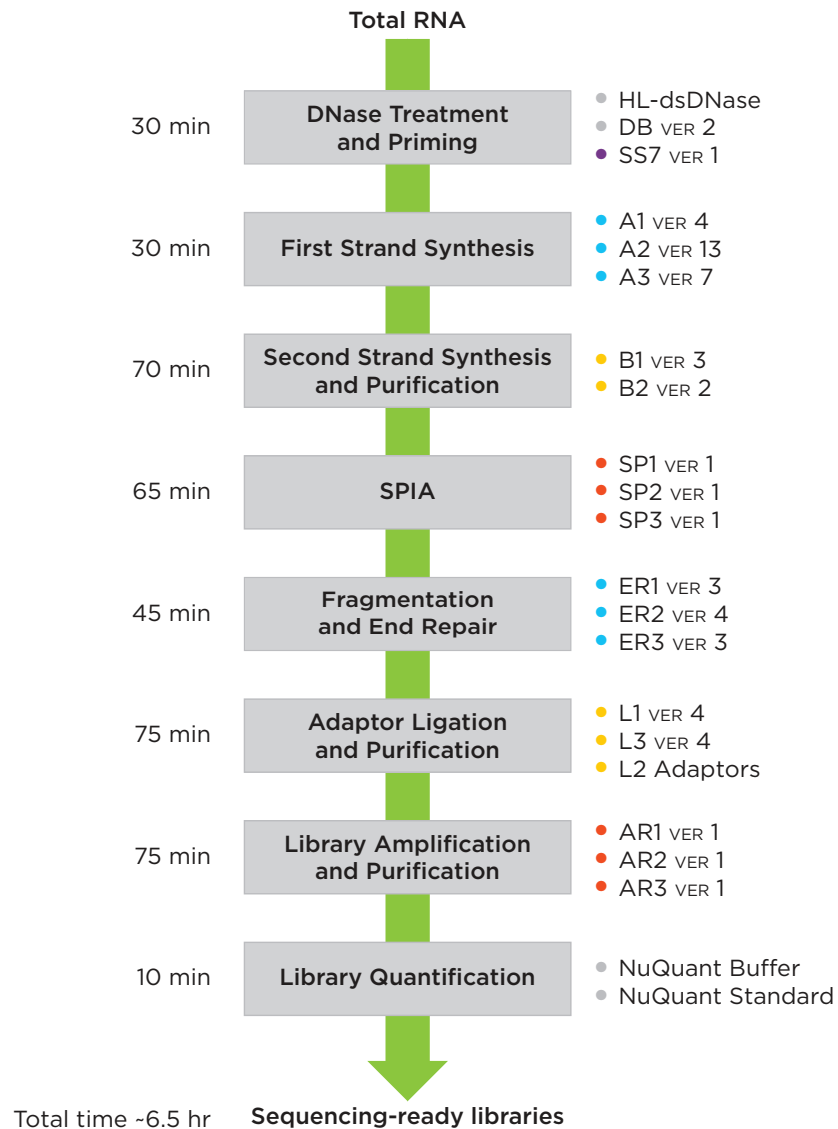 Total RNA
30 min
DNase Treatment
and Priming
HL-dsDNase
DB VER 2
SS7 VER 1
30 min
First Strand Synthesis
A1 VER 4
A2 VER 13
A3 VER 7
70 min
Second Strand Synthesis
and Purification
B1 VER 3
B2 VER 2
65 min
SPIA
SP1 VER 1
SP2 VER 1
SP3 VER 1
45 min
Fragmentation
and End Repair
ER1 VER 3
ER2 VER 4
ER3 VER 3
75 min
Adaptor Ligation
and Purification
L1 VER 4
L3 VER 4
L2 Adaptors
75 min
Library Amplification
and Purification
AR1 VER 1
AR2 VER 1
AR3 VER 1
10 min
Library Quantification
NuQuant Buffer
NuQuant Standard
Total time ~6.5 hr
Sequencing-ready libraries